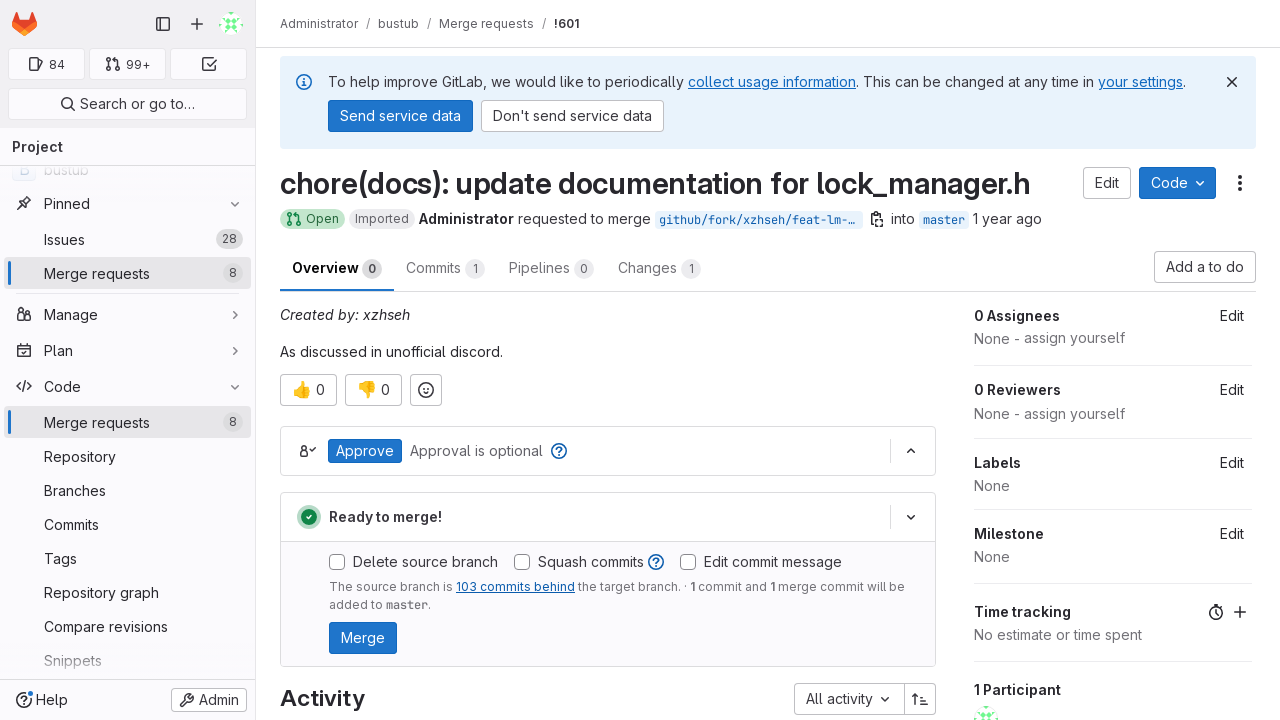 Administrator / bustub / Merge requests / !601
84
99+
Search or go to…
Project
B bustub
Pinned
Issues 28
Merge requests 8
Manage
Plan
Code
Merge requests 8
Repository
Branches
Commits
Tags
Repository graph
Compare revisions
Snippets
Help
Admin
To help improve GitLab, we would like to periodically collect usage information. This can be changed at any time in your settings.
Send service data
Don't send service data
chore(docs): update documentation for lock_manager.h
Edit
Code
Open Imported Administrator requested to merge github/fork/xzhseh/feat-lm-… into master 1 year ago
Overview 0
Commits 1
Pipelines 0
Changes 1
Add a to do
Created by: xzhseh
As discussed in unofficial discord.
👍 0
👎 0
Approve Approval is optional
Ready to merge!
Delete source branch
Squash commits
Edit commit message
The source branch is 103 commits behind the target branch. · 1 commit and 1 merge commit will be
added to master.
Merge
Activity
All activity
0 Assignees Edit
None - assign yourself
0 Reviewers Edit
None - assign yourself
Labels Edit
None
Milestone Edit
None
Time tracking
No estimate or time spent
1 Participant